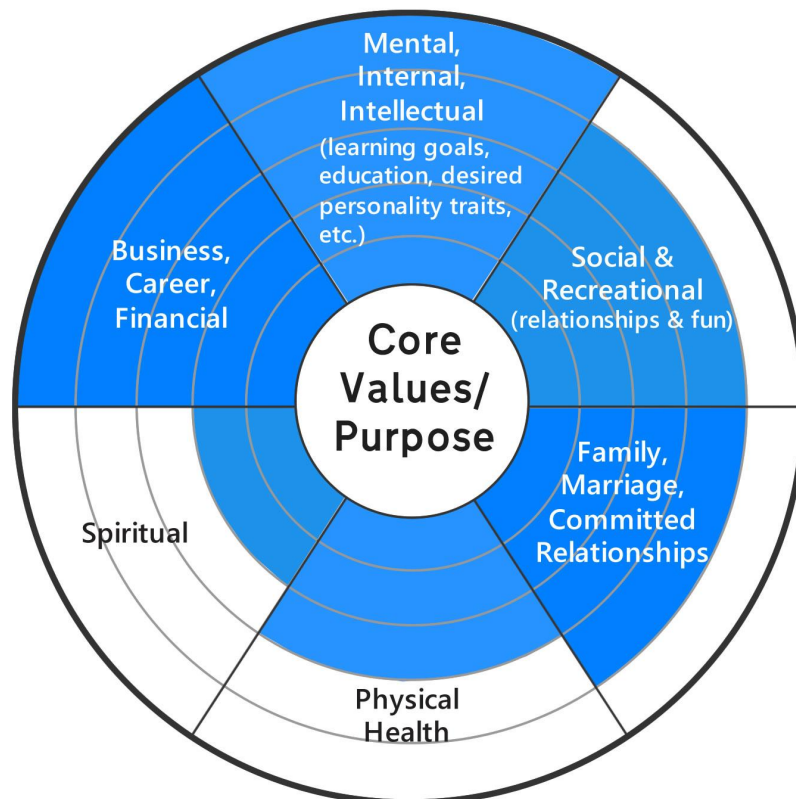 Mental,
Internal,
Intellectual
(learning goals,
education, desired
personality traits,
etc.)
Business,
Career,
Financial
Social &
Recreational
(relationships & fun)
Core
Values/
Purpose
Spiritual
Family,
Marriage,
Committed
Relationships
Physical
Health